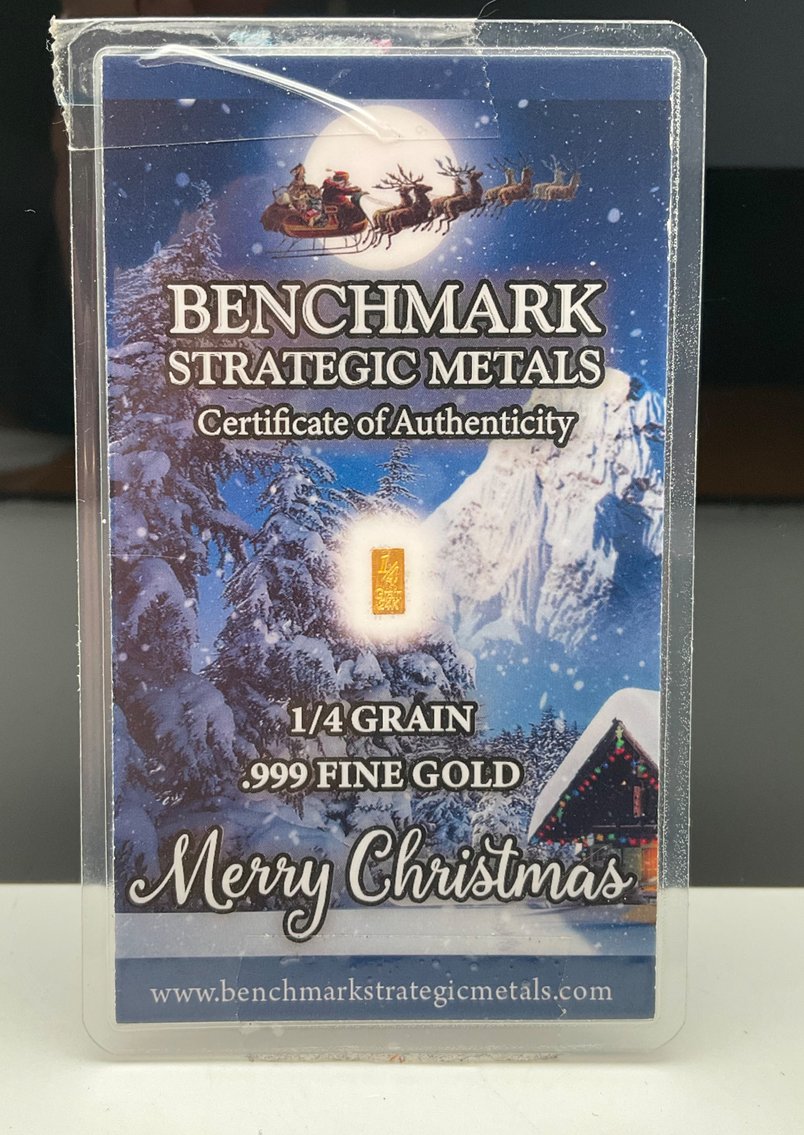 BENCHMARK
STRATEGIC METALS
Certificate of Authenticity
1/4
GRN
24K
1/4 GRAIN
.999 FINE GOLD
Merry Christmas
www.benchmarkstrategicmetals.com